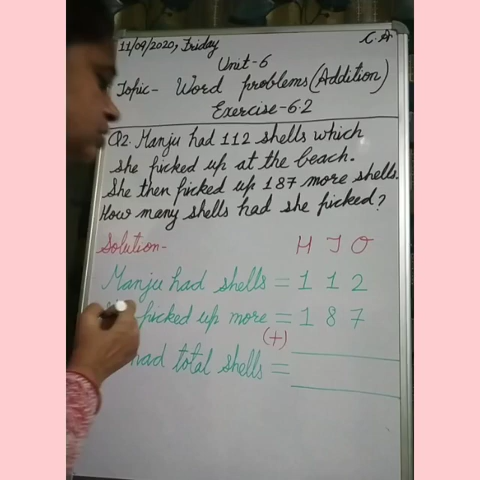 11/09/2020, Friday
C.A
Unit-6
Topic- Word problems (Addition)
Exercise-6.2
Q2. Manju had 112 shells which
she picked up at the beach.
She then picked up 187 more shells.
How many shells had she picked?
Solution-
H T O
Manju had shells = 1 1 2
picked up more = 1 8 7
(+)
had total shells =